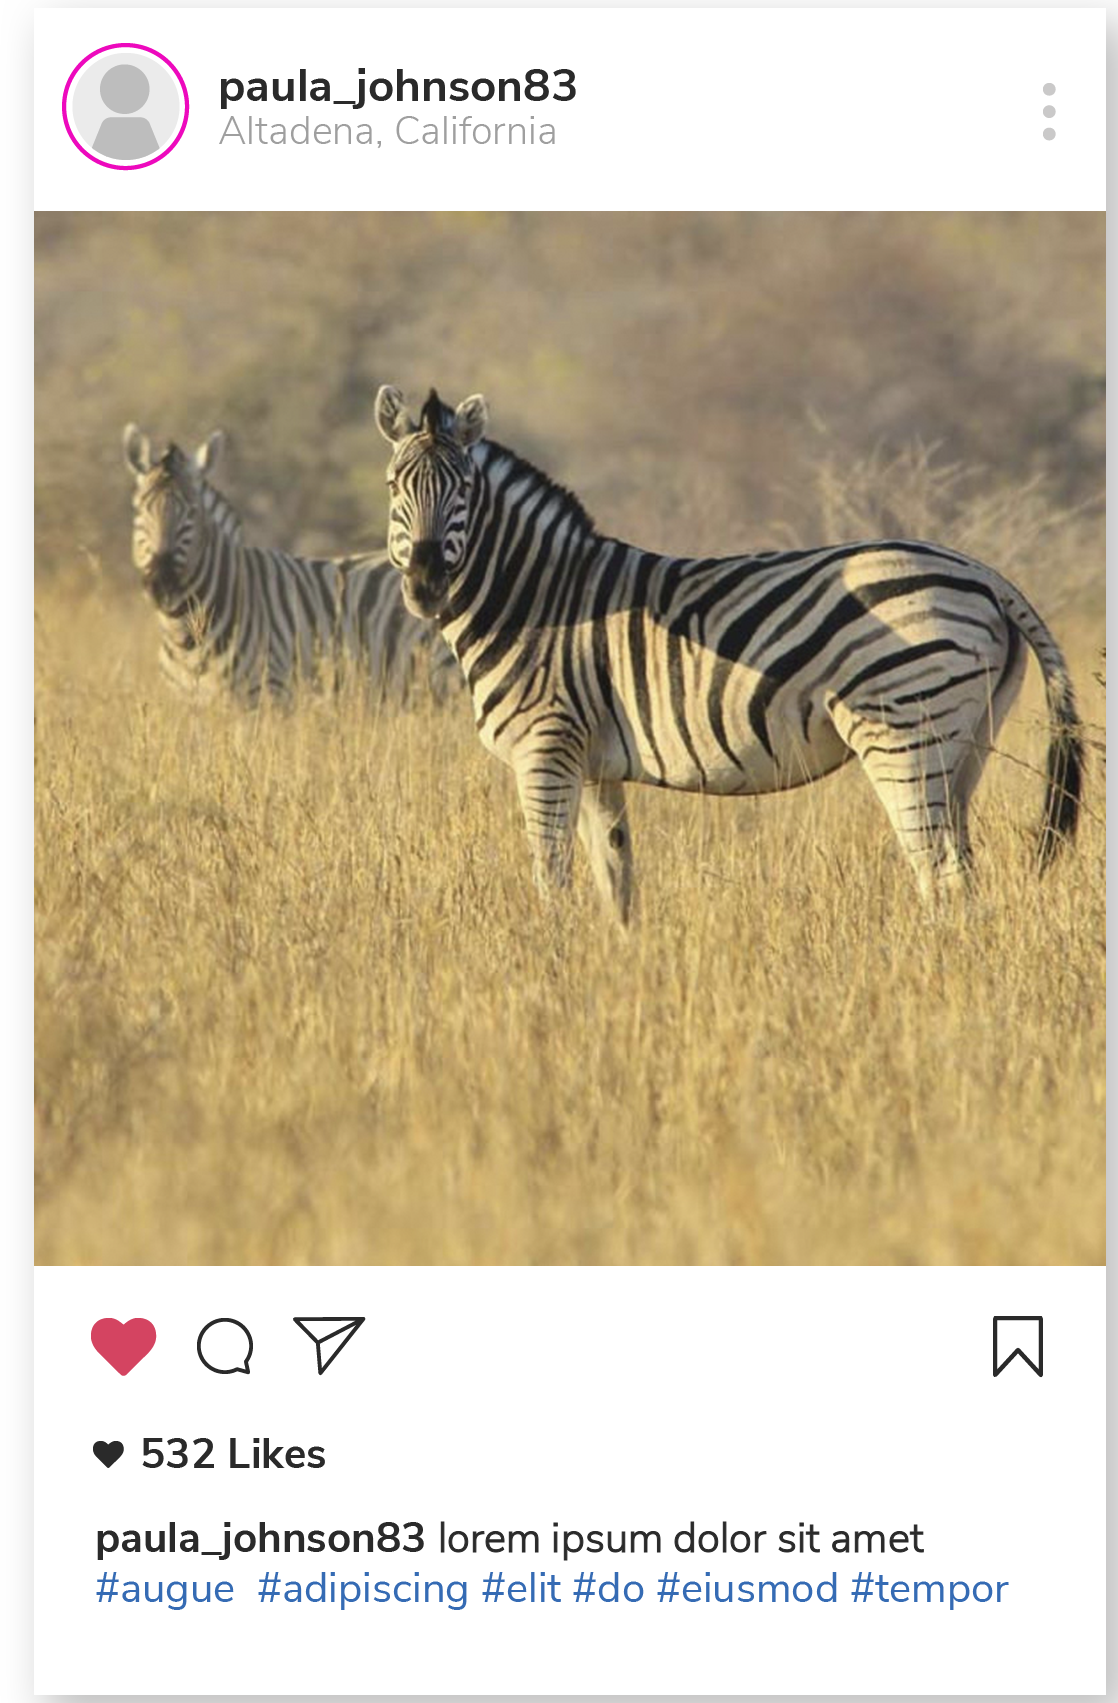 paula_johnson83
Altadena, California
532 Likes
paula_johnson83 lorem ipsum dolor sit amet
#augue #adipiscing #elit #do #eiusmod #tempor